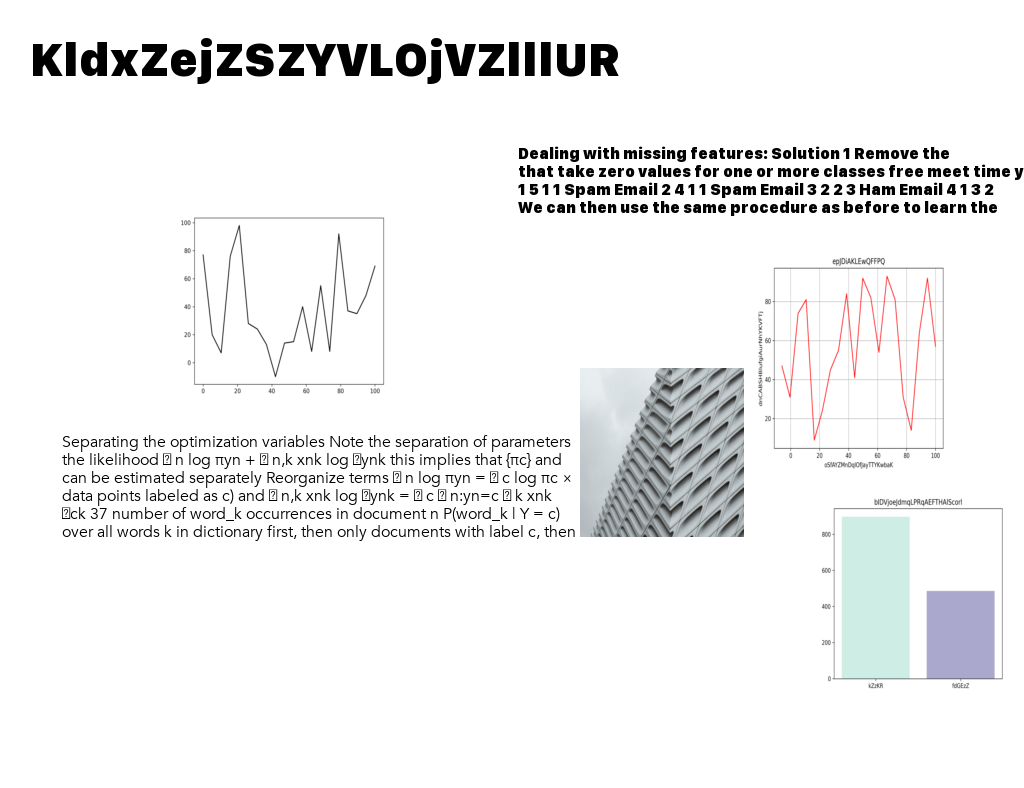 KldxZejZSZYVLOjVZlllUR
Dealing with missing features: Solution 1 Remove the
that take zero values for one or more classes free meet time y
1 5 1 1 Spam Email 2 4 1 1 Spam Email 3 2 2 3 Ham Email 4 1 3 2
We can then use the same procedure as before to learn the
100
80
60
40
20
0
0 20 40 60 80 100
80
60
40
20
0 20 40 60 80 100
Separating the optimization variables Note the separation of parameters
the likelihood n log πyn + n,k xnk log ynk this implies that {πc} and
can be estimated separately Reorganize terms n log πyn = c log πc ×
data points labeled as c) and n,k xnk log ynk = c n:yn=c k xnk
ck 37 number of word_k occurrences in document n P(word_k | Y = c)
over all words k in dictionary first, then only documents with label c, then
800
600
400
200
0
kZzKR fdGEzZ